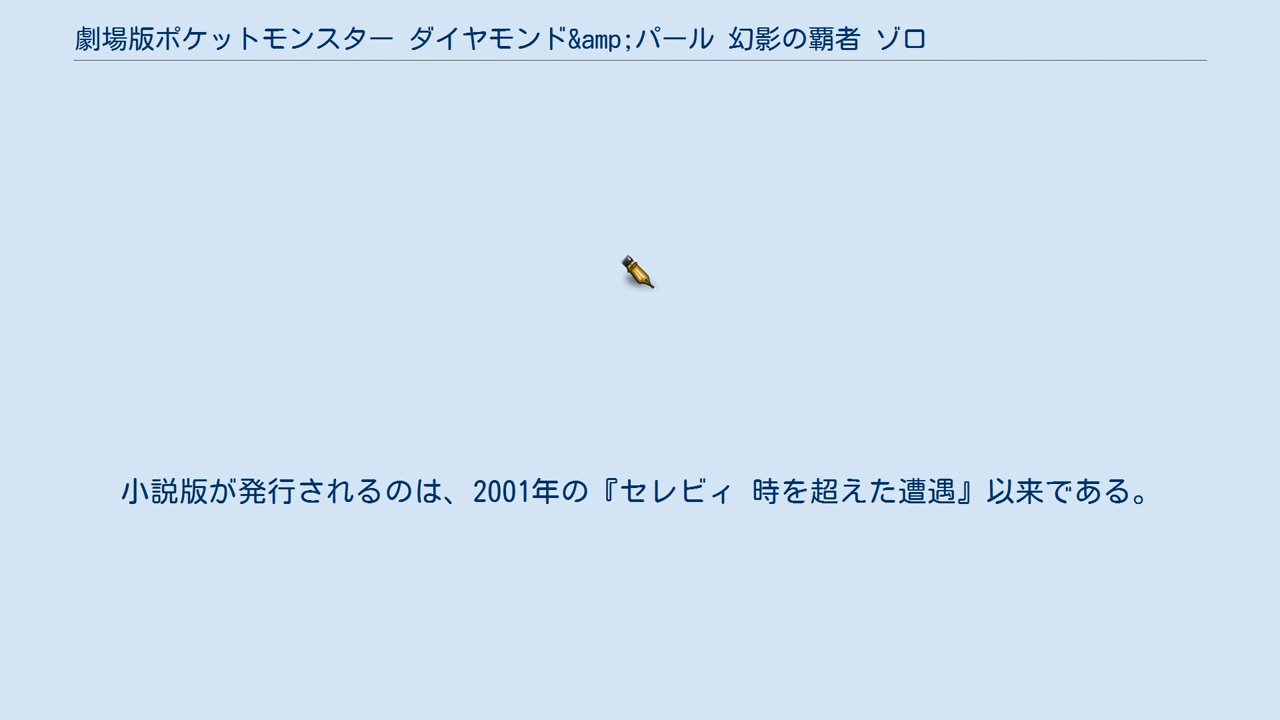 劇場版ポケットモンスター ダイヤモンド&amp;パール 幻影の覇者 ゾロ
小説版が発行されるのは、2001年の『セレビィ 時を超えた遭遇』以来である。